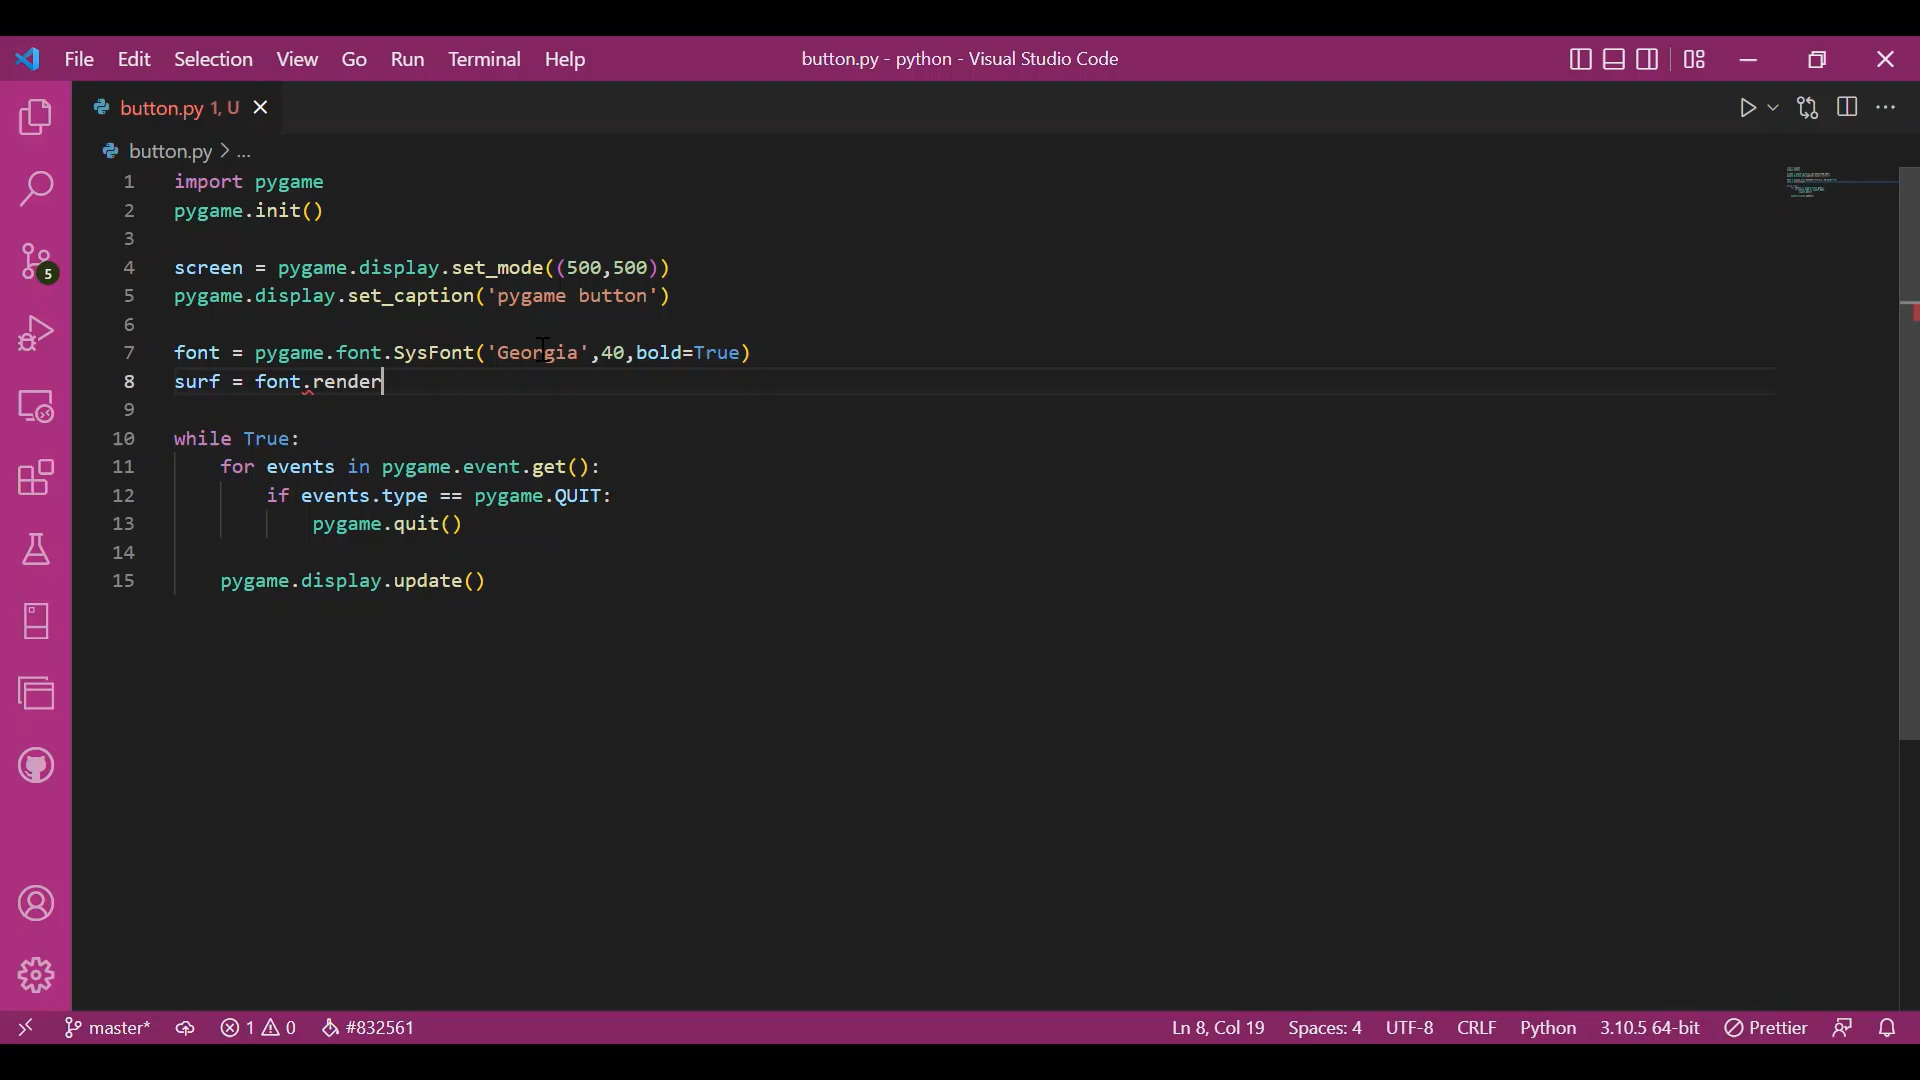 File Edit Selection View Go Run Terminal Help button.py - python - Visual Studio Code
button.py 1, U
button.py > ...
1 import pygame
2 pygame.init()
3
4 screen = pygame.display.set_mode((500,500))
5 pygame.display.set_caption('pygame button')
6
7 font = pygame.font.SysFont('Georgia',40,bold=True)
8 surf = font.render
9
10 while True:
11     for events in pygame.event.get():
12         if events.type == pygame.QUIT:
13             pygame.quit()
14
15     pygame.display.update()
5
master* 1 0 #832561 Ln 8, Col 19 Spaces: 4 UTF-8 CRLF Python 3.10.5 64-bit Prettier